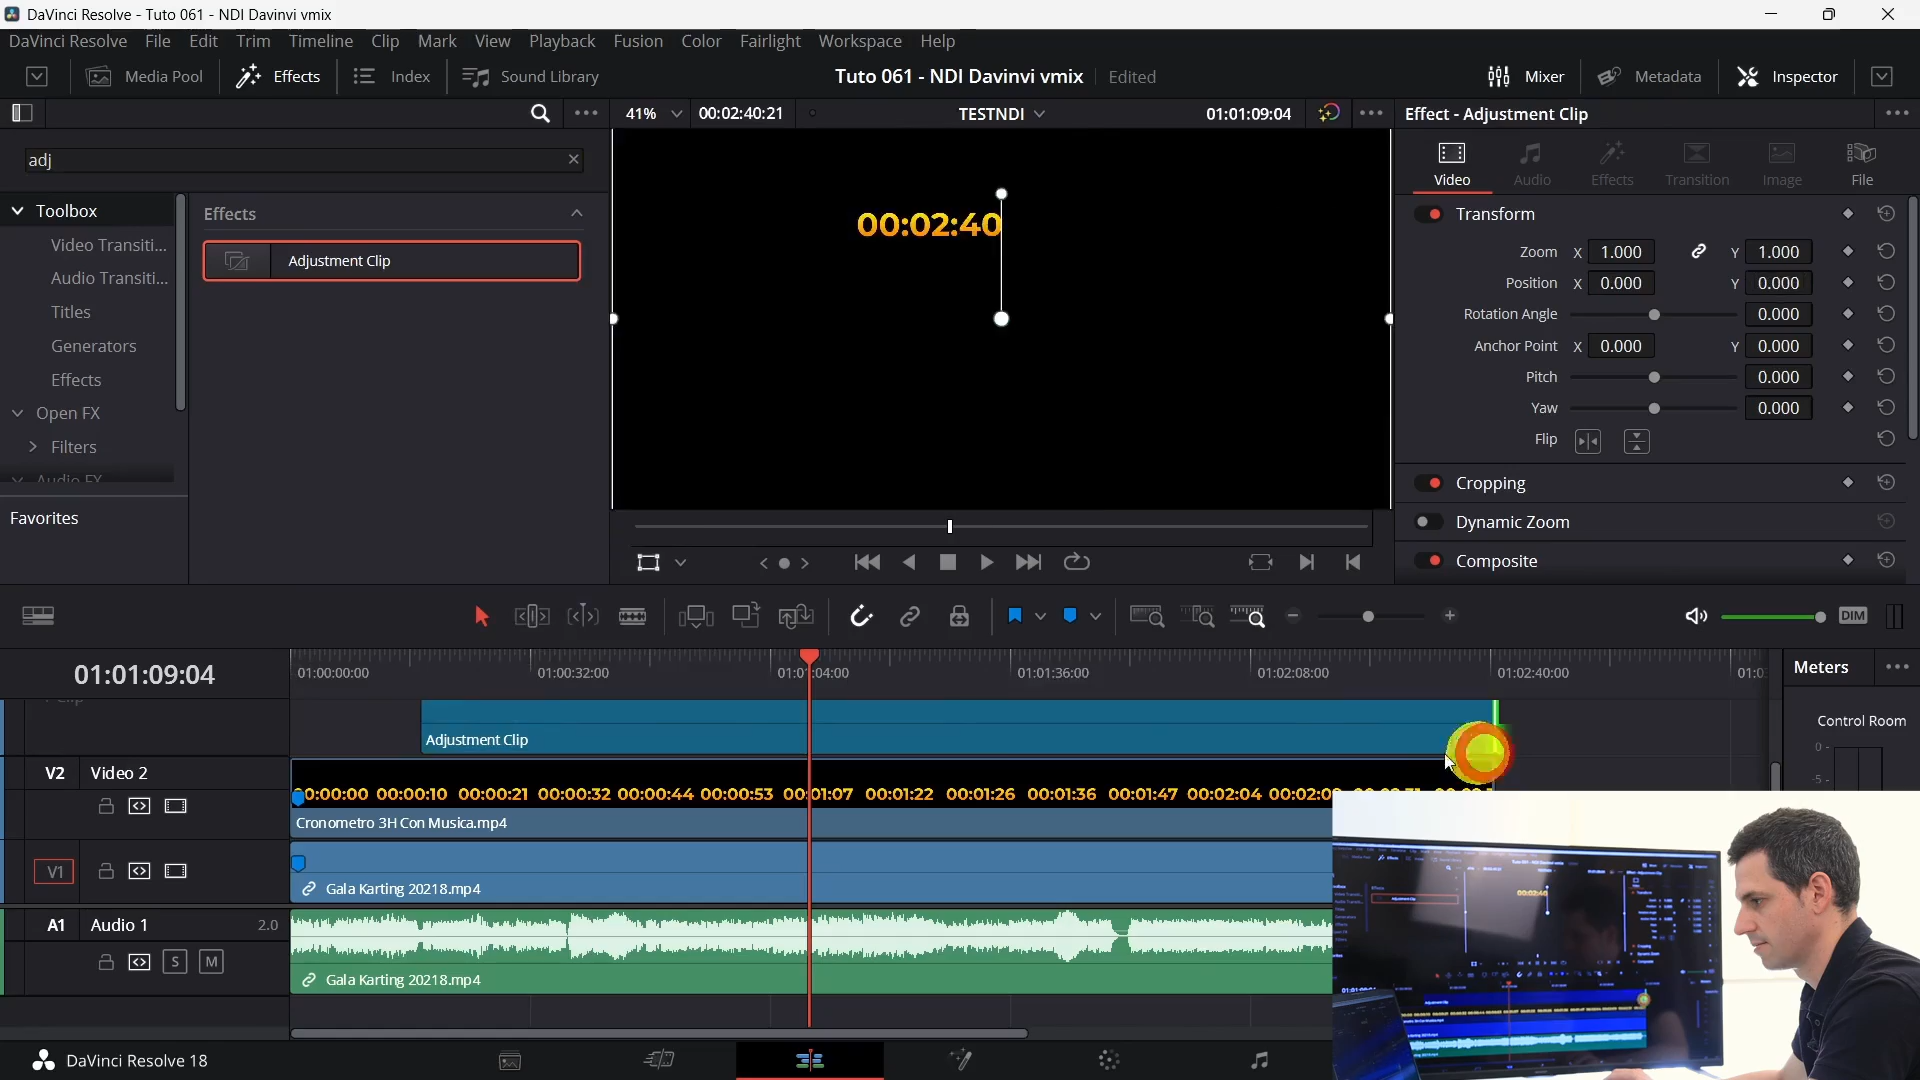 DaVinci Resolve - Tuto 061 - NDI Davinvi vmix
DaVinci Resolve File Edit Trim Timeline Clip Mark View Playback Fusion Color Fairlight Workspace Help
Media Pool Effects Index Sound Library Tuto 061 - NDI Davinvi vmix Edited Mixer Metadata Inspector
41% 00:02:40:21 TESTNDI 01:01:09:04 Effect - Adjustment Clip
adj
Video Audio Effects Transition Image File
Toolbox
Video Transiti...
Audio Transiti...
Titles
Generators
Effects
Open FX
Filters
Audio FX
Favorites
Effects
Adjustment Clip
00:02:40
Transform
Zoom X 1.000 Y 1.000
Position X 0.000 Y 0.000
Rotation Angle 0.000
Anchor Point X 0.000 Y 0.000
Pitch 0.000
Yaw 0.000
Flip
Cropping
Dynamic Zoom
Composite
DIM
01:01:09:04
01:00:00:00 01:00:32:00 01:01:04:00 01:01:36:00 01:02:08:00 01:02:40:00
Meters
Control Room
0
-5
Adjustment Clip
V2 Video 2
00:00:10 00:00:21 00:00:32 00:00:44 00:00:53 00:01:07 00:01:22 00:01:26 00:01:36 00:01:47 00:02:04
Cronometro 3H Con Musica.mp4
V1
Gala Karting 20218.mp4
A1 Audio 1 2.0
S M
Gala Karting 20218.mp4
DaVinci Resolve 18